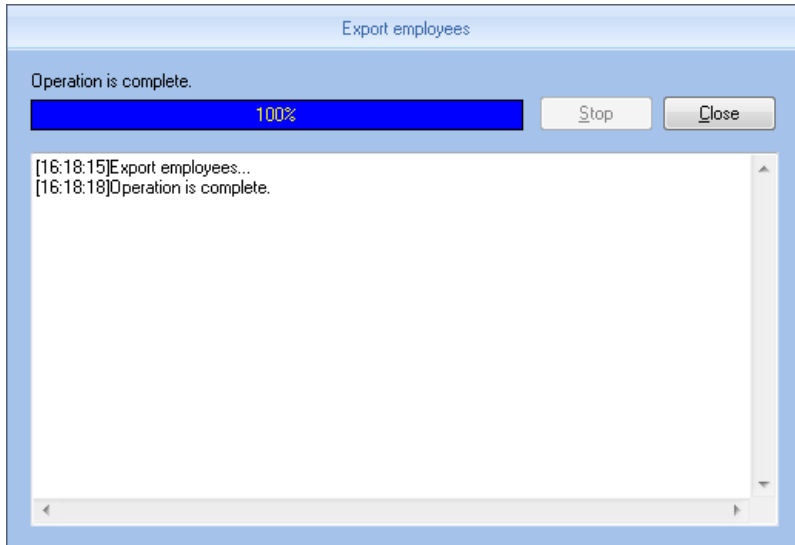 Export employees
Operation is complete.
100%
Stop
Close
[16:18:15]Export employees...
[16:18:18]Operation is complete.